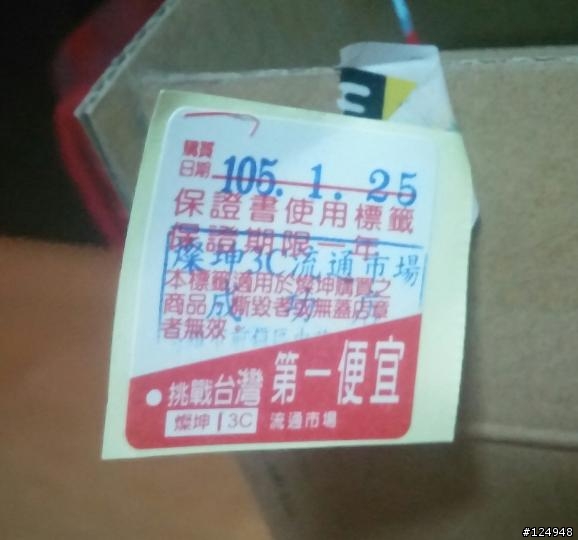 購買
日期 105. 1. 25
保證書使用標籤
保證期限一年
燦坤3C流通市場
本標籤適用於燦坤購買之
商品，撕毀者或無蓋店章
者無效。
成功店
挑戰台灣 第一便宜
燦坤 3C 流通市場
#124948